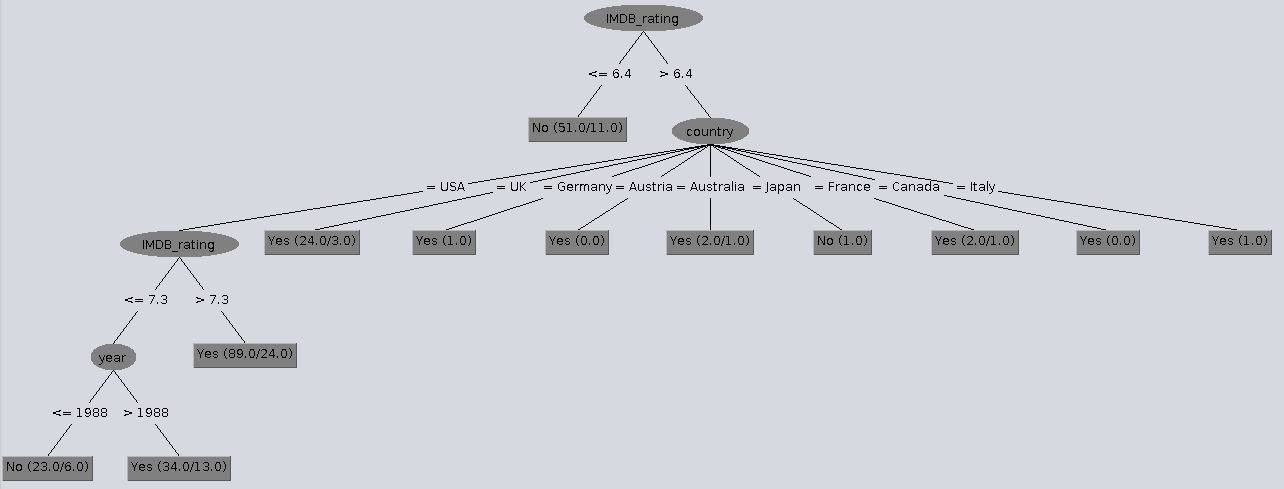 IMDB_rating
<= 6.4 > 6.4
No (51.0/11.0)
country
= USA = UK = Germany = Austria = Australia = Japan = France = Canada = Italy
IMDB_rating
Yes (24.0/3.0) Yes (1.0) Yes (0.0) Yes (2.0/1.0) No (1.0) Yes (2.0/1.0) Yes (0.0) Yes (1.0)
<= 7.3 > 7.3
year
Yes (89.0/24.0)
<= 1988 > 1988
No (23.0/6.0) Yes (34.0/13.0)